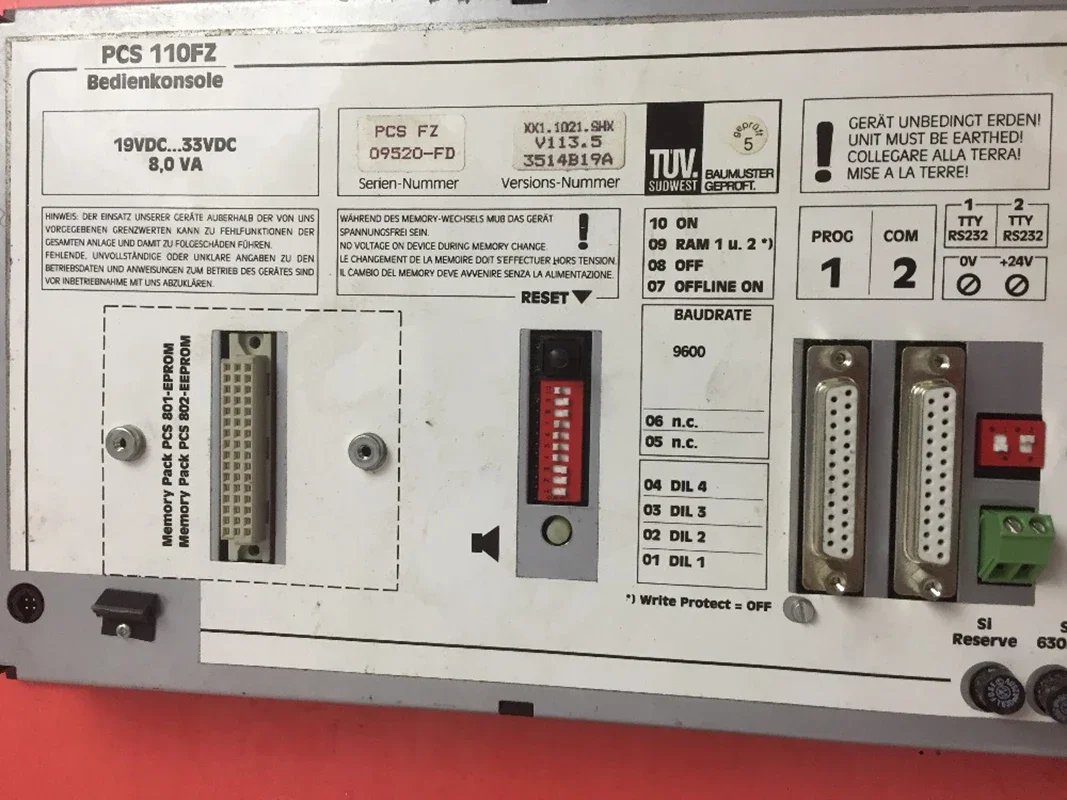 PCS 110FZ
Bedienkonsole
19VDC...33VDC
8,0 VA
PCS FZ
09520-FD
Serien-Nummer
XX1.1021.SHX
V113.5
3514B19A
Versions-Nummer
TÜV
SÜDWEST
geprüft
5
BAUMUSTER
GEPRÜFT.
GERÄT UNBEDINGT ERDEN!
UNIT MUST BE EARTHED!
COLLEGARE ALLA TERRA!
MISE A LA TERRE!
!
HINWEIS: DER EINSATZ UNSERER GERÄTE AUßERHALB DER VON UNS
VORGEGEBENEN GRENZWERTEN KANN ZU FEHLFUNKTIONEN DER
GESAMTEN ANLAGE UND DAMIT ZU FOLGESCHÄDEN FÜHREN.
FEHLENDE, UNVOLLSTÄNDIGE ODER UNKLARE ANGABEN ZU DEN
BETRIEBSDATEN UND ANWEISUNGEN ZUM BETRIEB DES GERÄTES SIND
VOR INBETRIEBNAHME MIT UNS ABZUKLÄREN.
WÄHREND DES MEMORY-WECHSELS MUß DAS GERÄT
SPANNUNGSFREI SEIN.
NO VOLTAGE ON DEVICE DURING MEMORY CHANGE.
LE CHANGEMENT DE LA MEMOIRE DOIT S'EFFECTUER HORS TENSION.
IL CAMBIO DEL MEMORY DEVE AVVENIRE SENZA LA ALIMENTAZIONE.
!
RESET
10 ON
09 RAM 1 u. 2 *)
08 OFF
07 OFFLINE ON
BAUDRATE
9600
06 n.c.
05 n.c.
04 DIL 4
03 DIL 3
02 DIL 2
01 DIL 1
*) Write Protect = OFF
PROG
1
COM
2
1
TTY
RS232
2
TTY
RS232
0V
+24V
Memory Pack PCS 801-EPROM
Memory Pack PCS 802-EEPROM
Si
Reserve
S
630